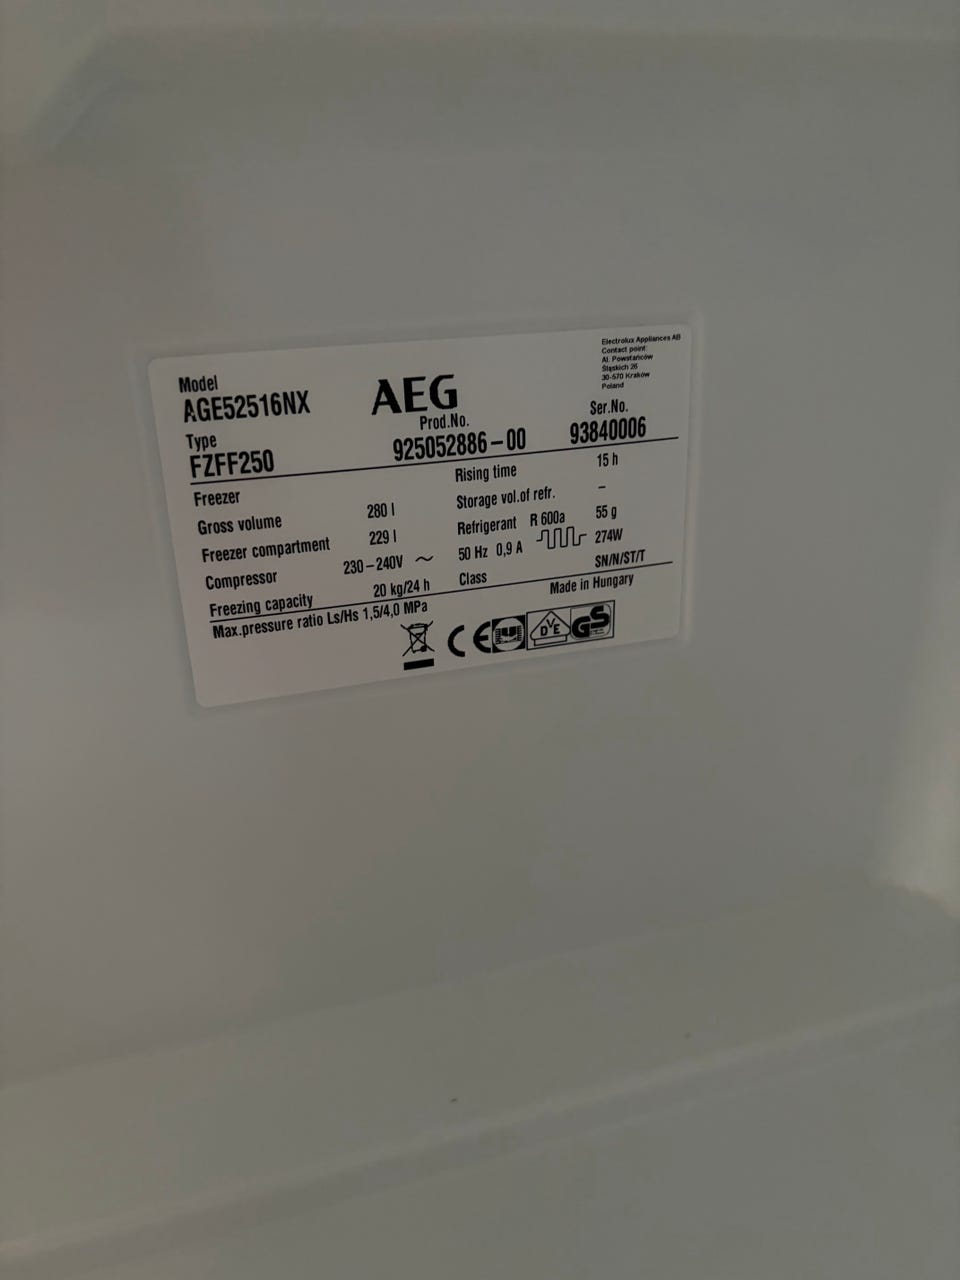 Electrolux Appliances AB
Contact point:
Al. Powstańców
Śląskich 26
30-570 Kraków
Poland
Model
AGE52516NX
AEG
Type
FZFF250
Prod.No.
925052886-00
Ser.No.
93840006
Freezer
Rising time 15 h
Gross volume 280 l
Storage vol.of refr. –
Freezer compartment 229 l
Refrigerant R 600a 55 g
Compressor 230-240V ~ 50 Hz 0,9 A 274W
Freezing capacity 20 kg/24 h
Class SN/N/ST/T
Max.pressure ratio Ls/Hs 1,5/4,0 MPa
Made in Hungary
CE
DVE
GS